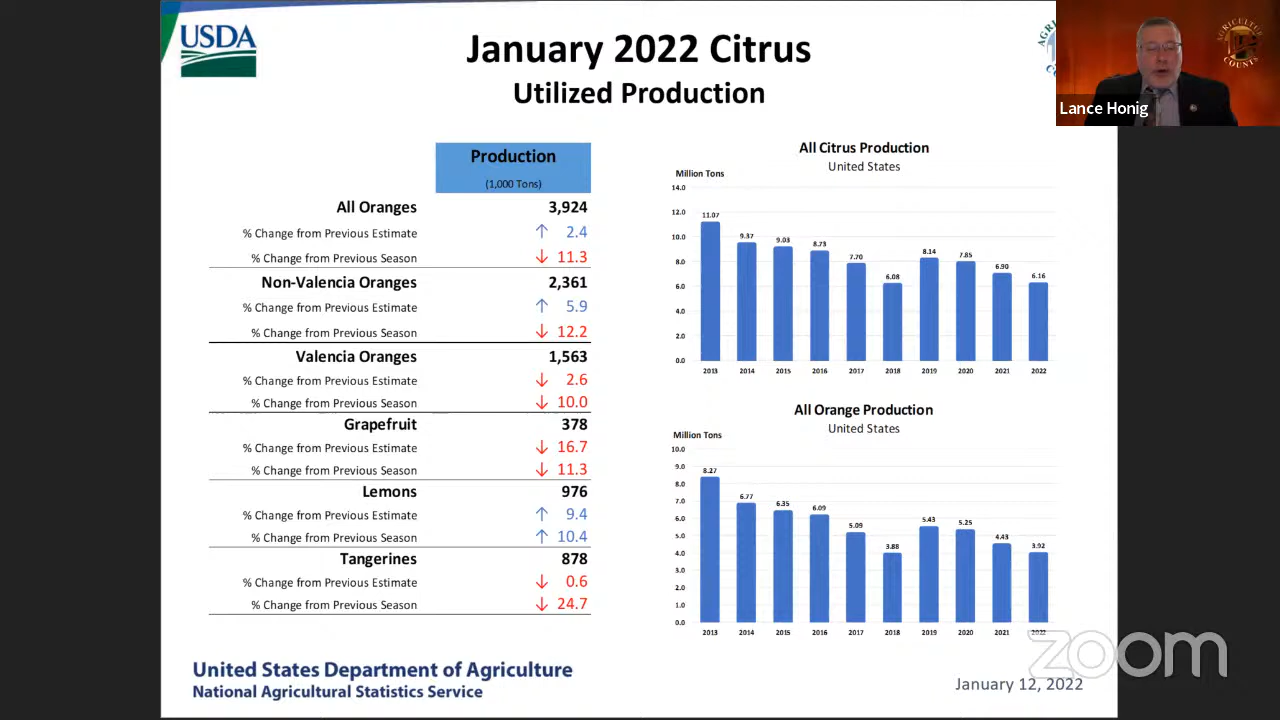 USDA
January 2022 Citrus
Utilized Production
Lance Honig
AGRICULTURE
COUNTS
Production
(1,000 Tons)
All Oranges 3,924
% Change from Previous Estimate ↑ 2.4
% Change from Previous Season ↓ 11.3
Non-Valencia Oranges 2,361
% Change from Previous Estimate ↑ 5.9
% Change from Previous Season ↓ 12.2
Valencia Oranges 1,563
% Change from Previous Estimate ↓ 2.6
% Change from Previous Season ↓ 10.0
Grapefruit 378
% Change from Previous Estimate ↓ 16.7
% Change from Previous Season ↓ 11.3
Lemons 976
% Change from Previous Estimate ↑ 9.4
% Change from Previous Season ↑ 10.4
Tangerines 878
% Change from Previous Estimate ↓ 0.6
% Change from Previous Season ↓ 24.7
All Citrus Production
United States
Million Tons
14.0
12.0
10.0
8.0
6.0
4.0
2.0
0.0
11.07 9.37 9.03 8.73 7.70 6.08 8.14 7.85 6.90 6.16
2013 2014 2015 2016 2017 2018 2019 2020 2021 2022
All Orange Production
United States
Million Tons
10.0
9.0
8.0
7.0
6.0
5.0
4.0
3.0
2.0
1.0
0.0
8.27 6.77 6.35 6.09 5.09 3.88 5.43 5.25 4.43 3.92
2013 2014 2015 2016 2017 2018 2019 2020 2021 2022
United States Department of Agriculture
National Agricultural Statistics Service
January 12, 2022
zoom